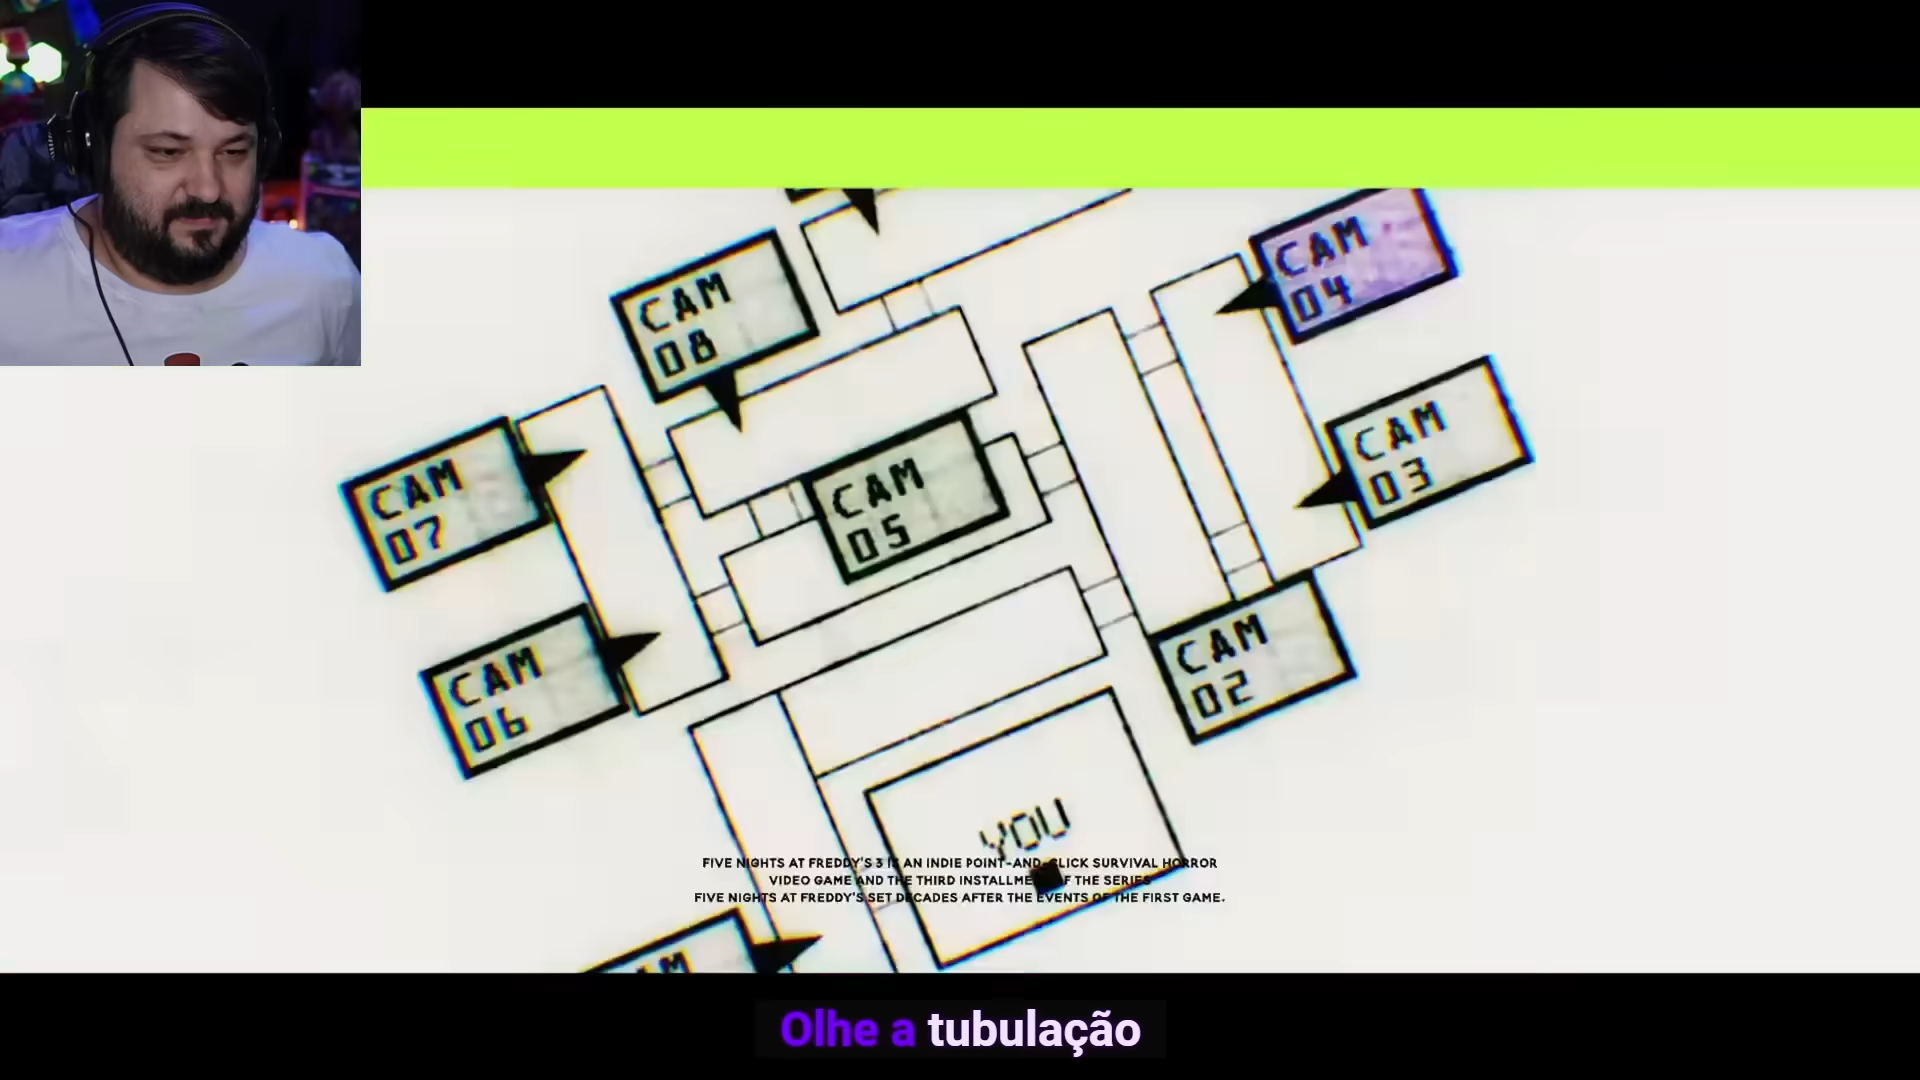 CAM
04
CAM
08
CAM
03
CAM
07
CAM
05
CAM
02
CAM
06
YOU
FIVE NIGHTS AT FREDDY'S 3 IS AN INDIE POINT-AND-CLICK SURVIVAL HORROR
VIDEO GAME AND THE THIRD INSTALLMENT OF THE SERIES
FIVE NIGHTS AT FREDDY'S SET DECADES AFTER THE EVENTS OF THE FIRST GAME.
Olhe a tubulação